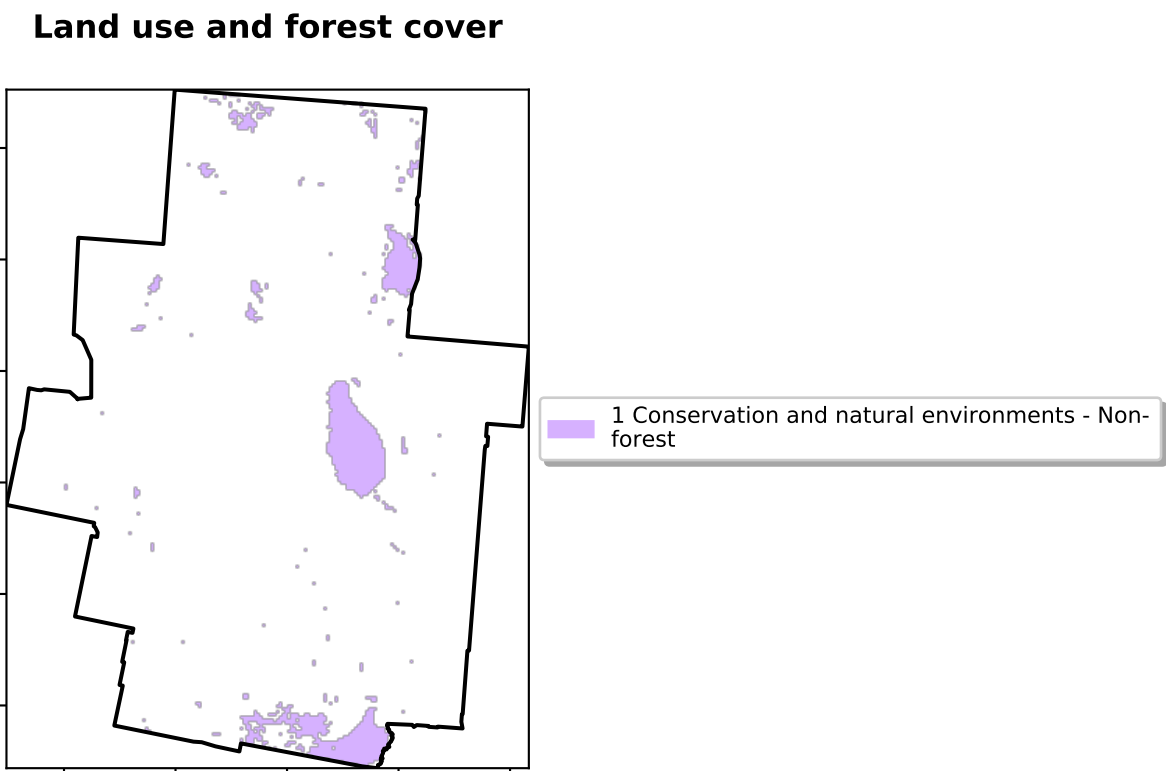 Land use and forest cover
1 Conservation and natural environments - Non-
forest